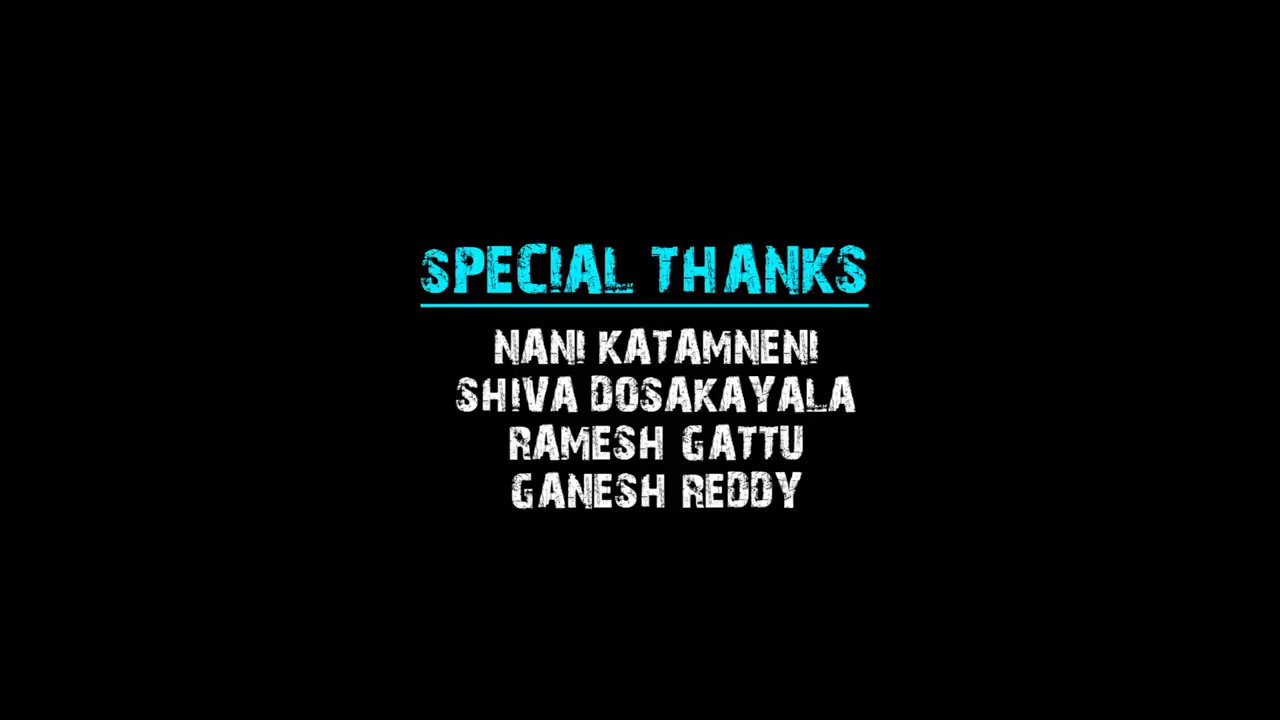 SPECIAL THANKS
NANI KATAMNENI
SHIVA DOSAKAYALA
RAMESH GATTU
GANESH REDDY